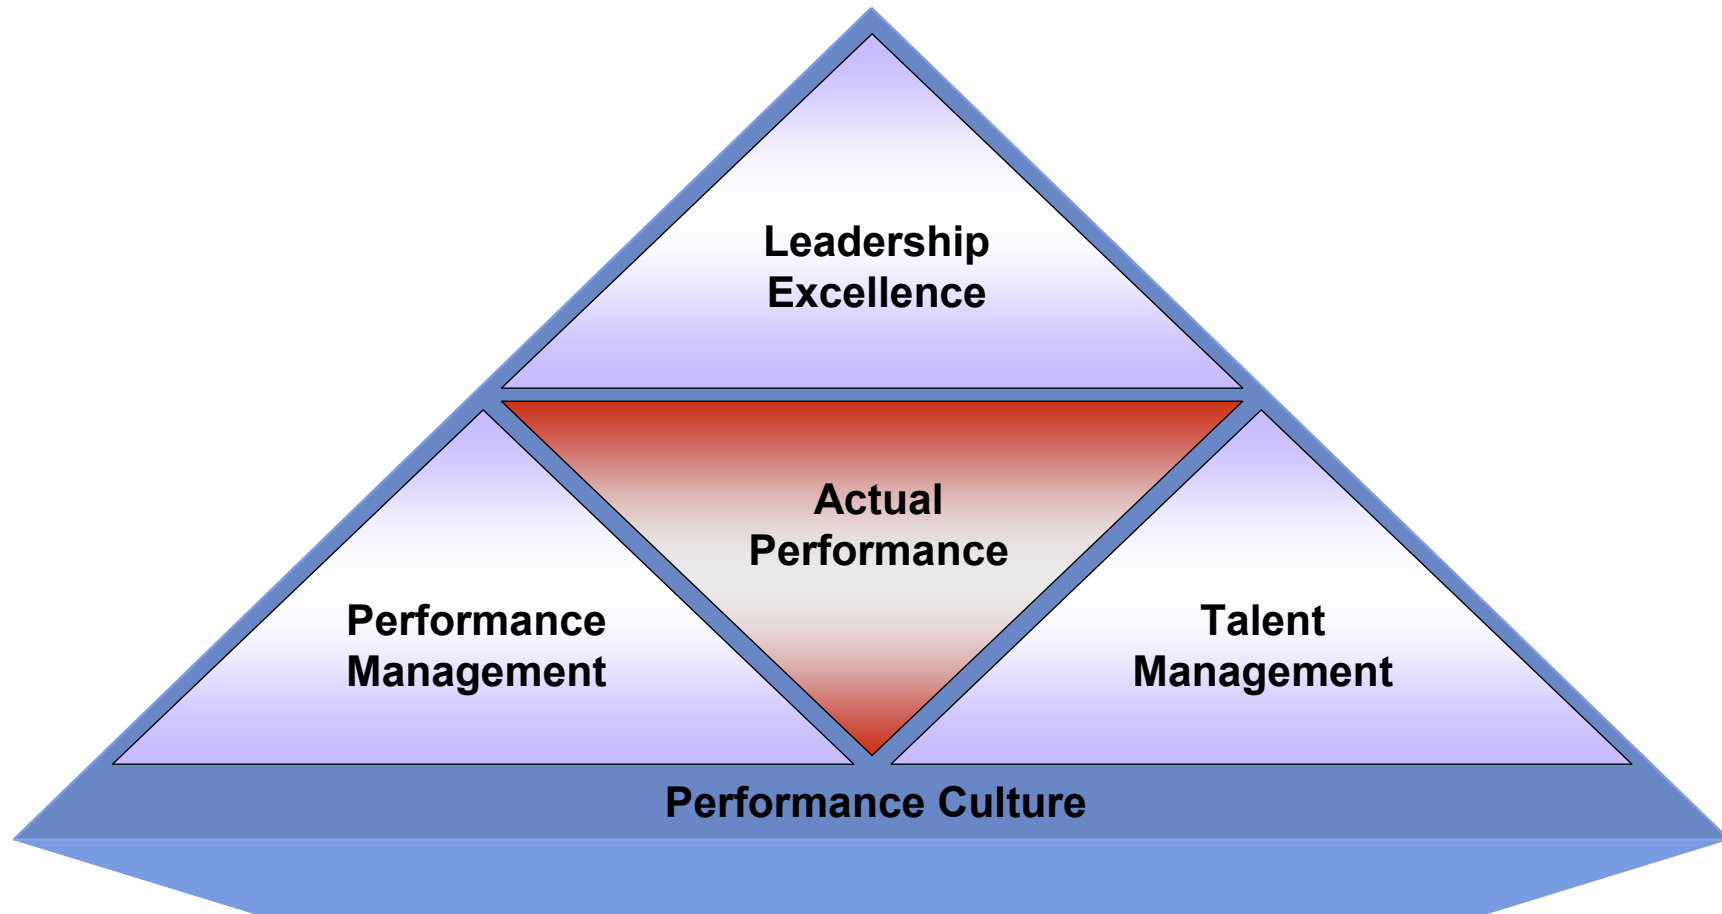 Leadership
Excellence
Actual
Performance
Performance
Management
Talent
Management
Performance Culture